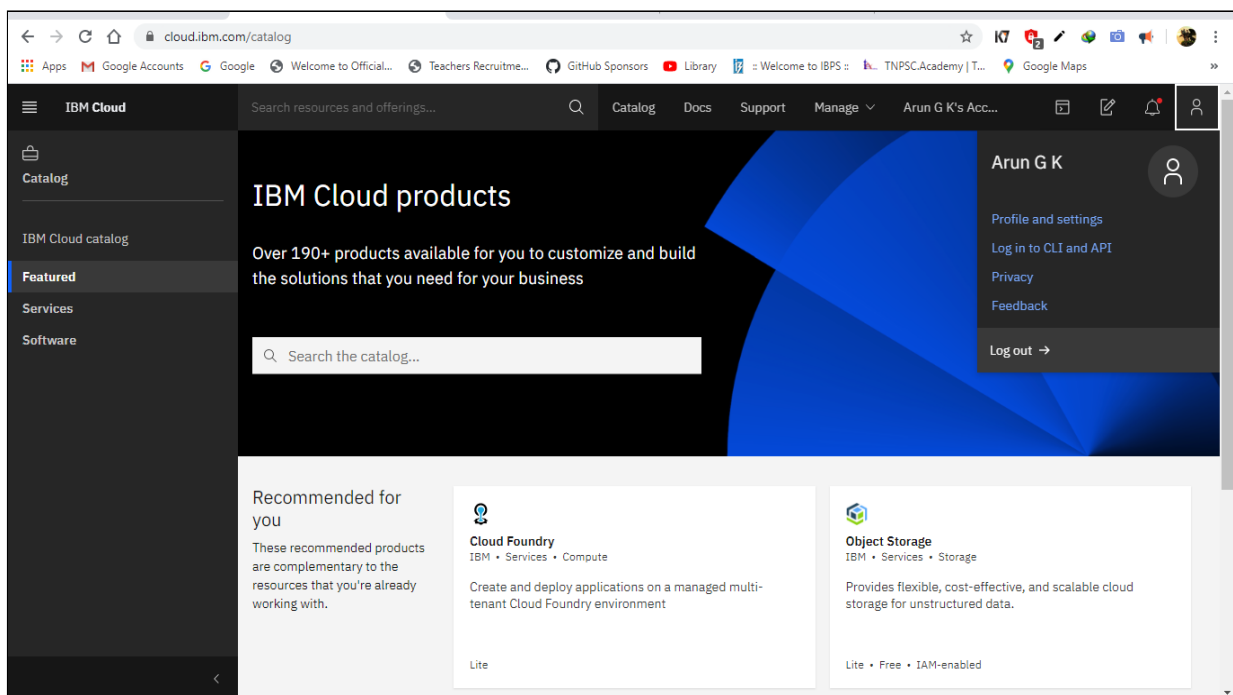 cloud.ibm.com/catalog
K7
2
Apps
Google Accounts
Google
Welcome to Official...
Teachers Recruitme...
GitHub Sponsors
Library
:: Welcome to IBPS ::
TNPSC.Academy | T...
Google Maps
»
IBM Cloud
Search resources and offerings...
Catalog
Docs
Support
Manage
Arun G K's Acc...
Catalog
IBM Cloud catalog
Featured
Services
Software
IBM Cloud products
Over 190+ products available for you to customize and build
the solutions that you need for your business
Search the catalog...
Arun G K
Profile and settings
Log in to CLI and API
Privacy
Feedback
Log out →
Recommended for
you
These recommended products
are complementary to the
resources that you're already
working with.
Cloud Foundry
IBM • Services • Compute
Create and deploy applications on a managed multi-
tenant Cloud Foundry environment
Lite
Object Storage
IBM • Services • Storage
Provides flexible, cost-effective, and scalable cloud
storage for unstructured data.
Lite • Free • IAM-enabled